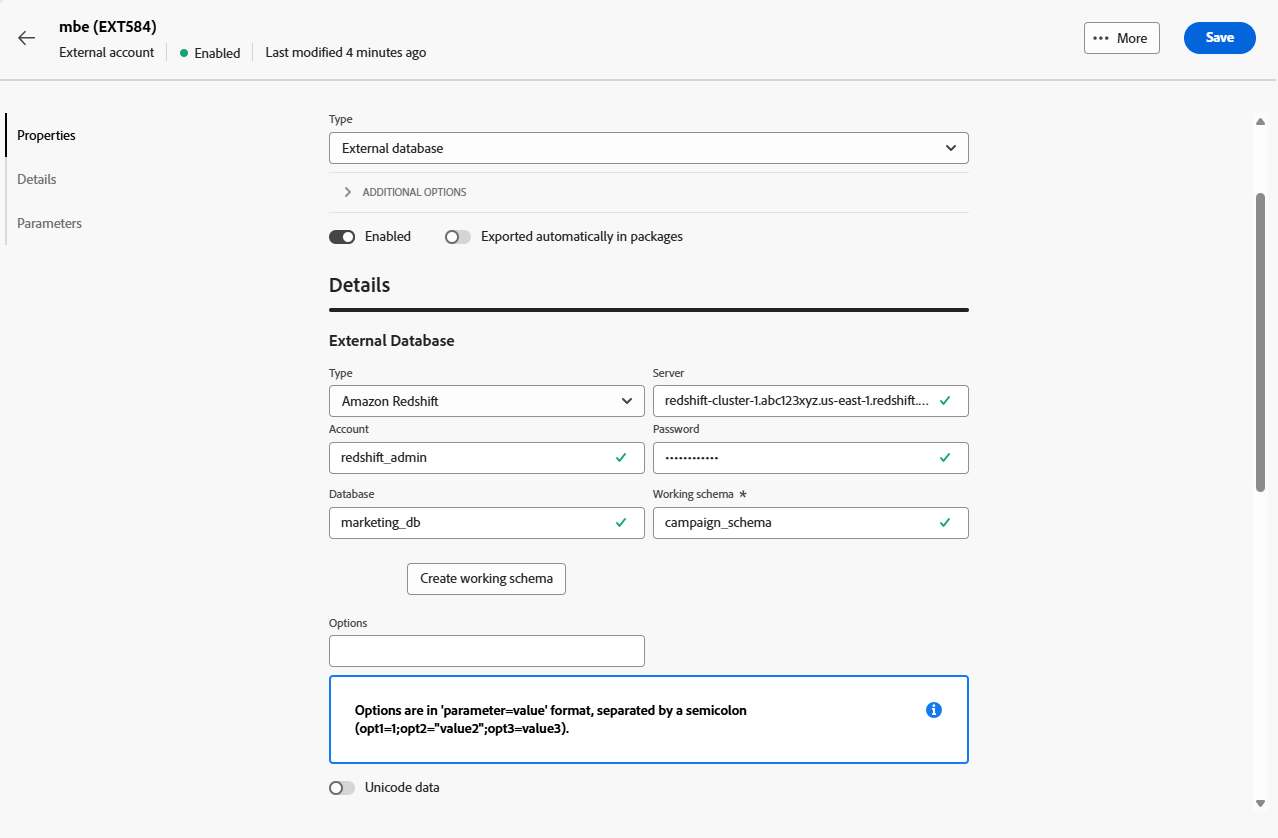 mbe (EXT584)
External account
Enabled
Last modified 4 minutes ago
More
Save
Properties
Details
Parameters
Type
External database
ADDITIONAL OPTIONS
Enabled
Exported automatically in packages
Details
External Database
Type
Server
Amazon Redshift
redshift-cluster-1.abc123xyz.us-east-1.redshift....
Account
Password
redshift_admin
••••••••••••
Database
Working schema *
marketing_db
campaign_schema
Create working schema
Options
Options are in 'parameter=value' format, separated by a semicolon
(opt1=1;opt2="value2";opt3=value3).
Unicode data